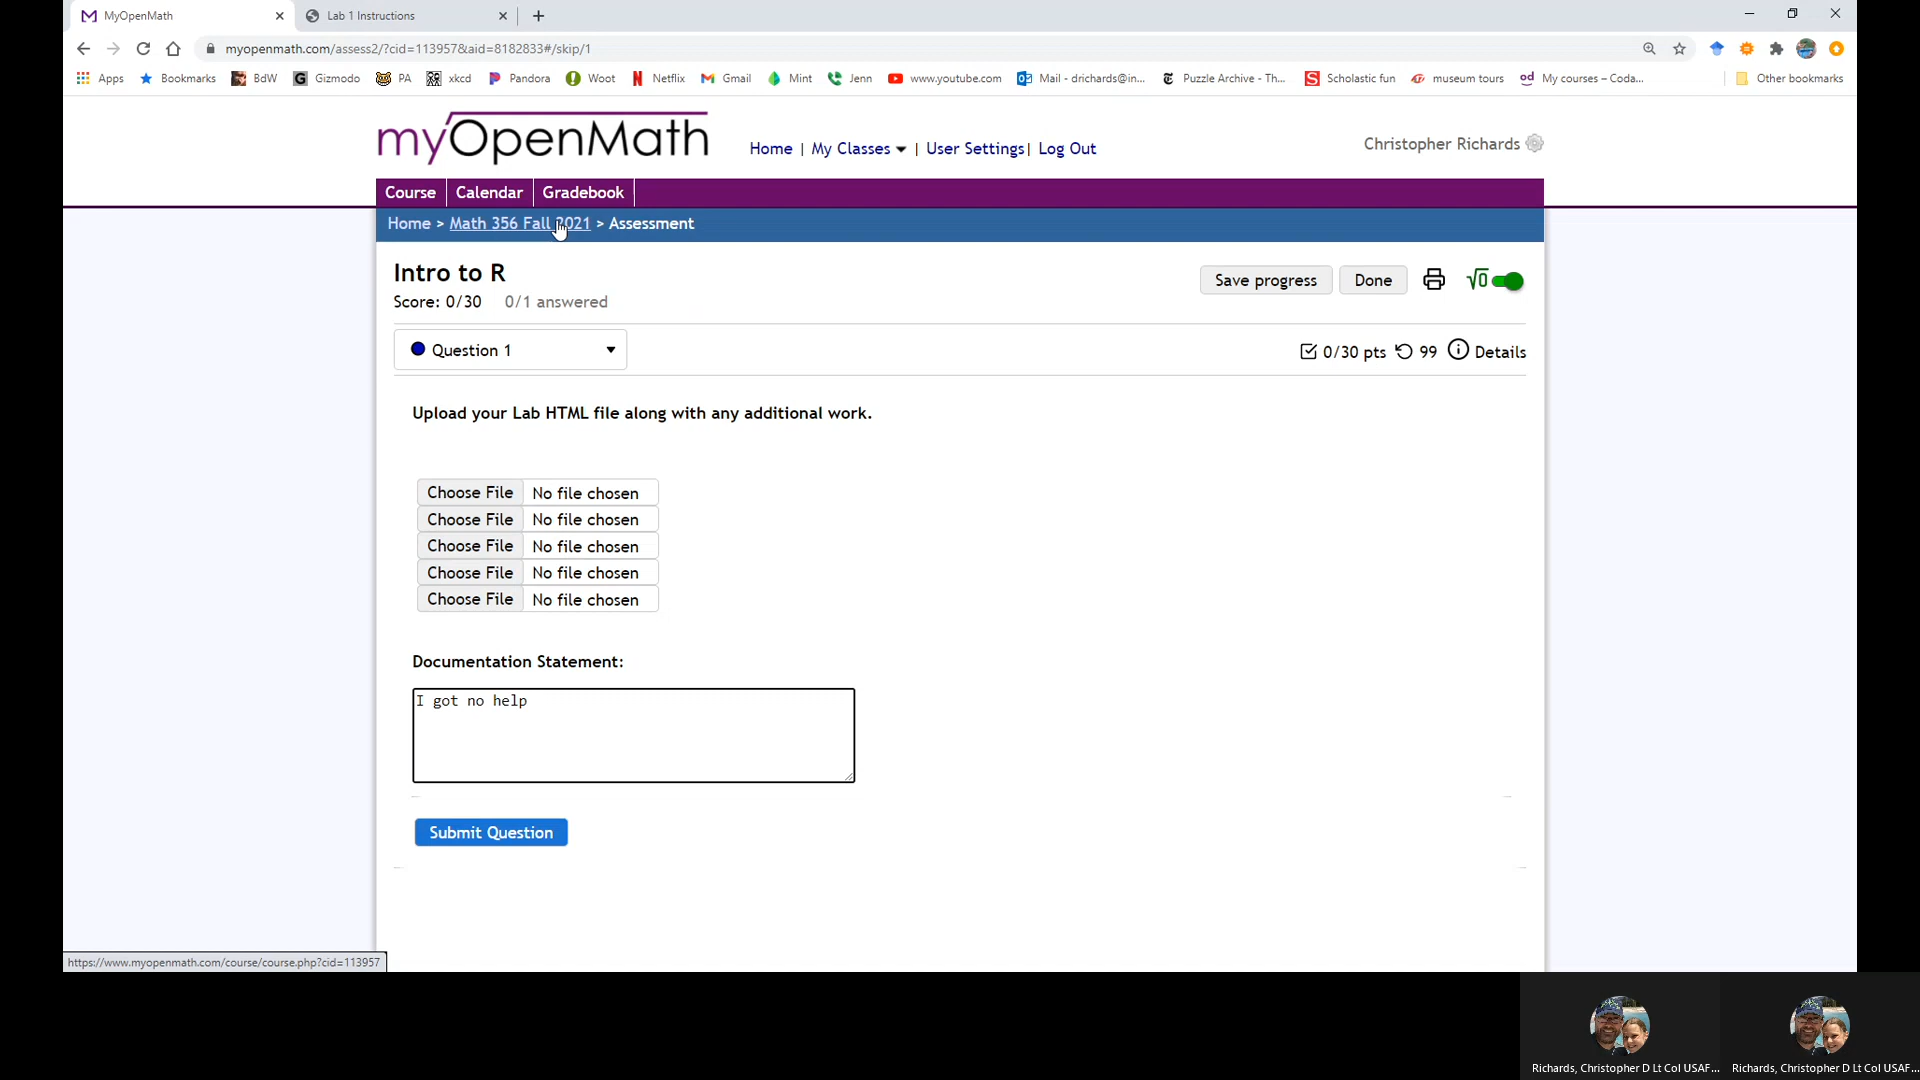 MyOpenMath
Lab 1 Instructions
myopenmath.com/assess2/?cid=113957&aid=8182833#/skip/1
Apps Bookmarks BdW Gizmodo PA xkcd Pandora Woot Netflix Gmail Mint Jenn www.youtube.com Mail - drichards@in... Puzzle Archive - Th... Scholastic fun museum tours My courses – Coda... Other bookmarks
myOpenMath
Home | My Classes | User Settings | Log Out
Christopher Richards
Course Calendar Gradebook
Home > Math 356 Fall 2021 > Assessment
Intro to R
Save progress Done √0
Score: 0/30 0/1 answered
Question 1
0/30 pts 99 Details
Upload your Lab HTML file along with any additional work.
Choose File No file chosen
Choose File No file chosen
Choose File No file chosen
Choose File No file chosen
Choose File No file chosen
Documentation Statement:
I got no help
Submit Question
https://www.myopenmath.com/course/course.php?cid=113957
Richards, Christopher D Lt Col USAF... Richards, Christopher D Lt Col USAF...